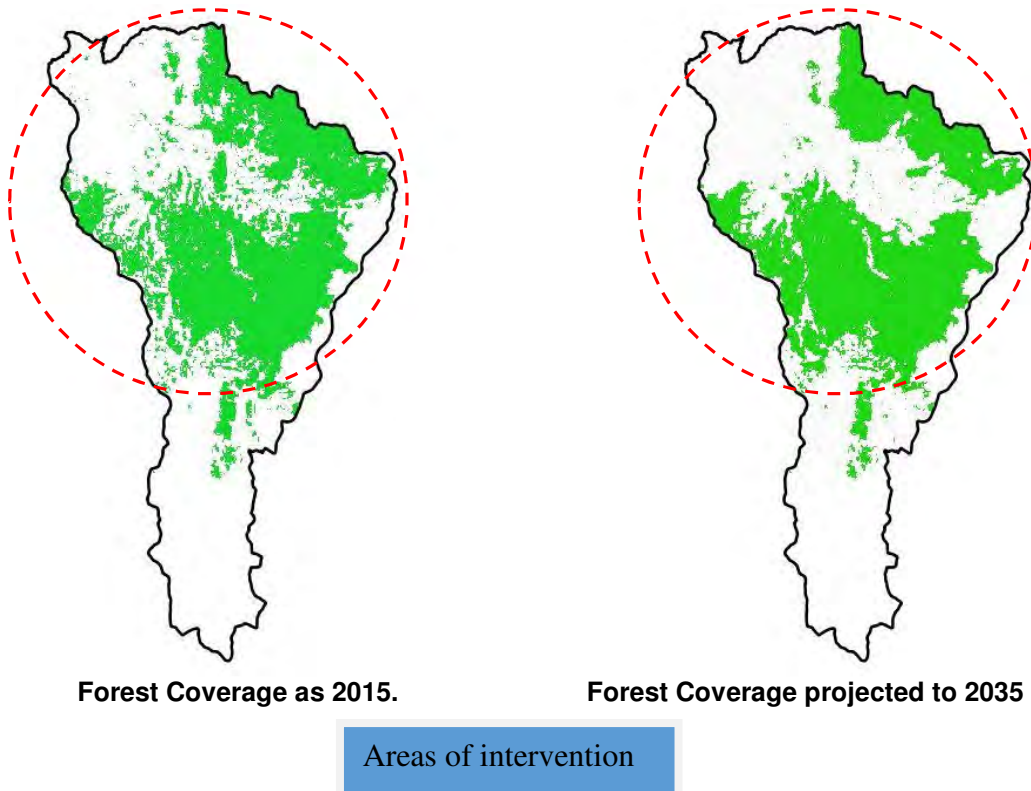 Forest Coverage as 2015.
Forest Coverage projected to 2035
Areas of intervention